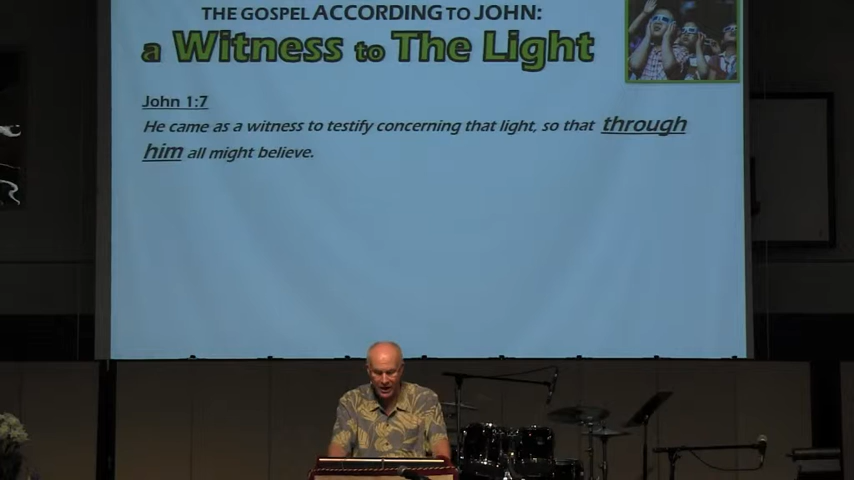 THE GOSPEL ACCORDING TO JOHN:
a Witness to The Light
John 1:7
He came as a witness to testify concerning that light, so that through
him all might believe.